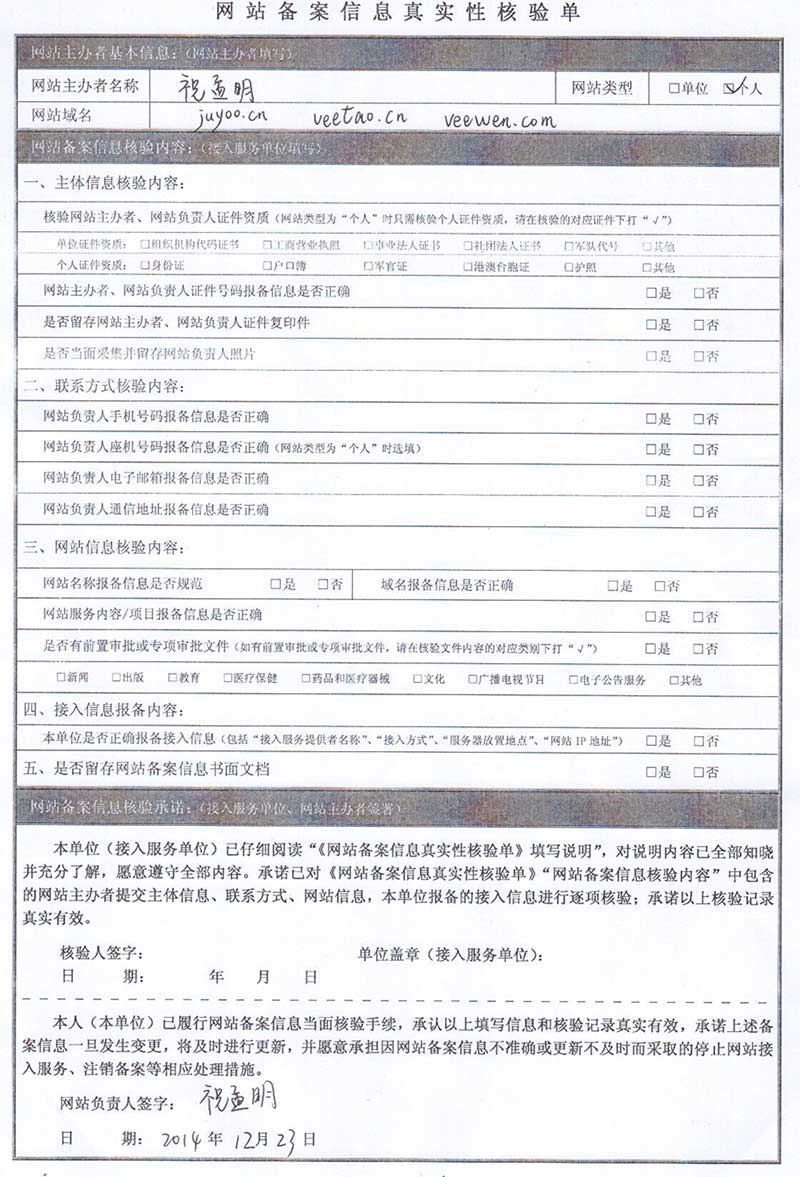 网站备案信息真实性核验单
网站主办者基本信息：（网站主办者填写）
网站主办者名称 祝孟明 网站类型 □单位 ☑个人
网站域名 juyoo.cn veetao.cn veewen.com
网站备案信息核验内容：（接入服务单位填写）
一、主体信息核验内容：
核验网站主办者、网站负责人证件资质（网站类型为“个人”时只需核验个人证件资质，请在核验的对应证件下打“√”）
单位证件资质： □组织机构代码证书 □工商营业执照 □事业法人证书 □社团法人证书 □军队代号 □其他
个人证件资质： □身份证 □户口簿 □军官证 □港澳台胞证 □护照 □其他
网站主办者、网站负责人证件号码报备信息是否正确 □是 □否
是否留存网站主办者、网站负责人证件复印件 □是 □否
是否当面采集并留存网站负责人照片 □是 □否
二、联系方式核验内容：
网站负责人手机号码报备信息是否正确 □是 □否
网站负责人座机号码报备信息是否正确（网站类型为“个人”时选填） □是 □否
网站负责人电子邮箱报备信息是否正确 □是 □否
网站负责人通信地址报备信息是否正确 □是 □否
三、网站信息核验内容：
网站名称报备信息是否规范 □是 □否 域名报备信息是否正确 □是 □否
网站服务内容/项目报备信息是否正确 □是 □否
是否有前置审批或专项审批文件（如有前置审批或专项审批文件，请在核验文件内容的对应类别下打“√”） □是 □否
□新闻 □出版 □教育 □医疗保健 □药品和医疗器械 □文化 □广播电视节目 □电子公告服务 □其他
四、接入信息报备内容：
本单位是否正确报备接入信息（包括“接入服务提供者名称”、“接入方式”、“服务器放置地点”、“网站 IP 地址”） □是 □否
五、是否留存网站备案信息书面文档 □是 □否
网站备案信息核验承诺：（接入服务单位、网站主办者签署）
本单位（接入服务单位）已仔细阅读“《网站备案信息真实性核验单》填写说明”，对说明内容已全部知晓
并充分了解，愿意遵守全部内容。承诺已对《网站备案信息真实性核验单》“网站备案信息核验内容”中包含
的网站主办者提交主体信息、联系方式、网站信息，本单位报备的接入信息进行逐项核验；承诺以上核验记录
真实有效。
核验人签字： 单位盖章（接入服务单位）：
日 期： 年 月 日
本人（本单位）已履行网站备案信息当面核验手续，承认以上填写信息和核验记录真实有效，承诺上述备
案信息一旦发生变更，将及时进行更新，并愿意承担因网站备案信息不准确或更新不及时而采取的停止网站接
入服务、注销备案等相应处理措施。
网站负责人签字： 祝孟明
日 期： 2014 年 12 月 23 日